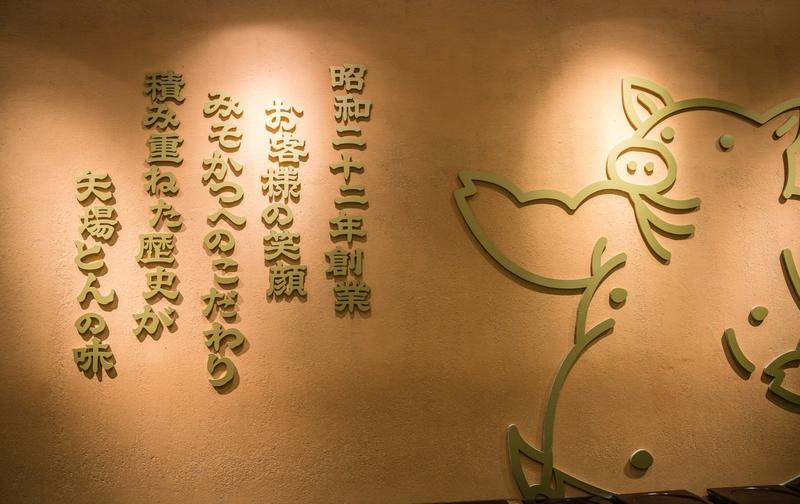 昭和二十二年創業
お客様の笑顔
みそかつへのこだわり
積み重ねた歴史が
矢場とんの味